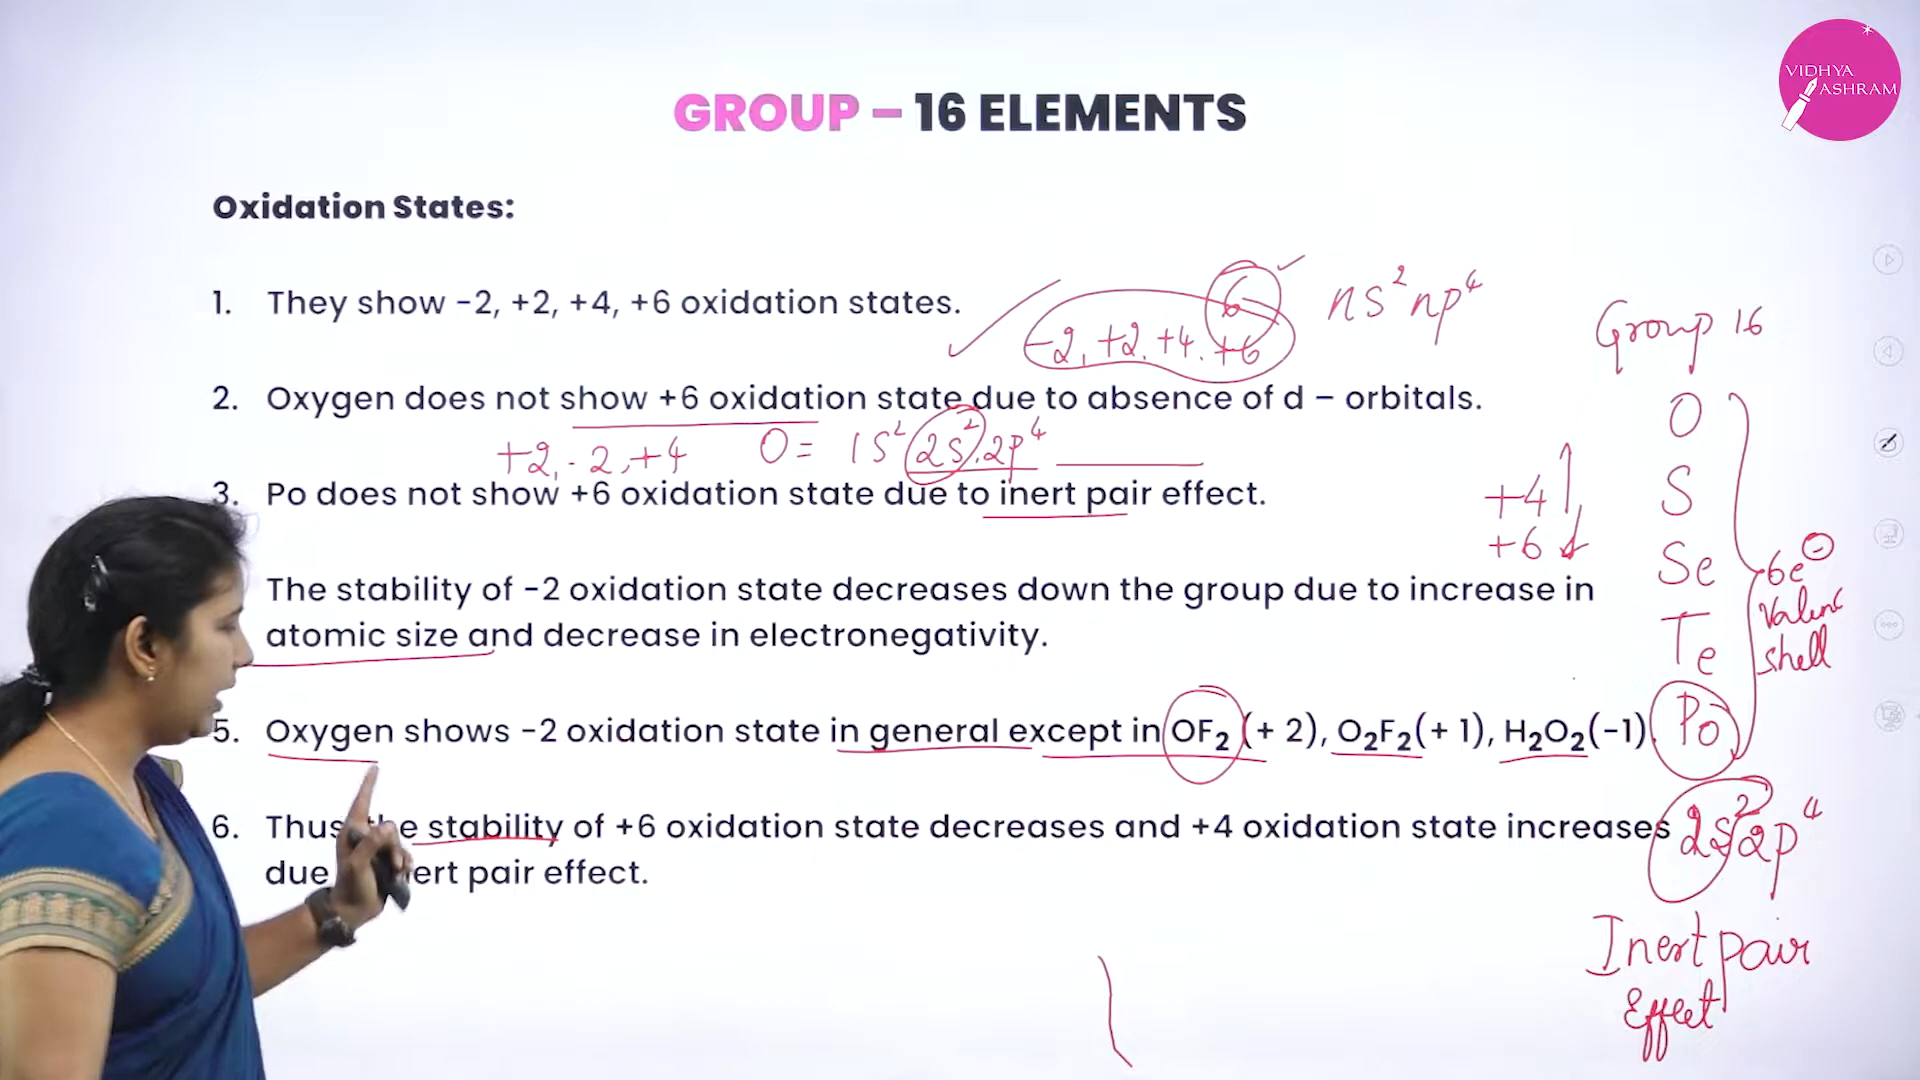 VIDHYA
ASHRAM
GROUP – 16 ELEMENTS
Oxidation States:
1. They show -2, +2, +4, +6 oxidation states.
6
-2, +2, +4, +6
ns² np⁴
Group 16
2. Oxygen does not show +6 oxidation state due to absence of d – orbitals.
+2, -2, +4
O = 1s² 2s² 2p⁴
3. Po does not show +6 oxidation state due to inert pair effect.
+4
+6
O
S
Se
Te
Po
6e⁻
valence
shell
The stability of -2 oxidation state decreases down the group due to increase in
atomic size and decrease in electronegativity.
5. Oxygen shows -2 oxidation state in general except in OF₂ (+ 2), O₂F₂(+ 1), H₂O₂(-1).
6. Thus the stability of +6 oxidation state decreases and +4 oxidation state increases
due ert pair effect.
2s² 2p⁴
Inert pair
Effect